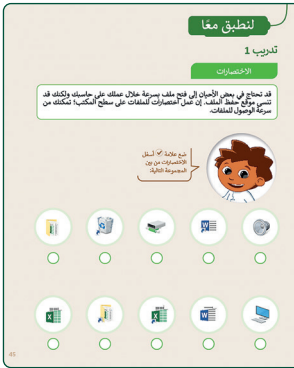 لنطبق معًا
تدريب 1
الاختصارات
قد تحتاج في بعض الأحيان إلى فتح ملف بسرعة خلال عملك على حاسبك ولكنك قد
تنسى موقع حفظ الملف. إن عمل اختصارات للملفات على سطح المكتب؛ تمكنك من
سرعة الوصول للملفات.
ضع علامة ✓ أسفل
الاختصارات من بين
المجموعة التالية:
45